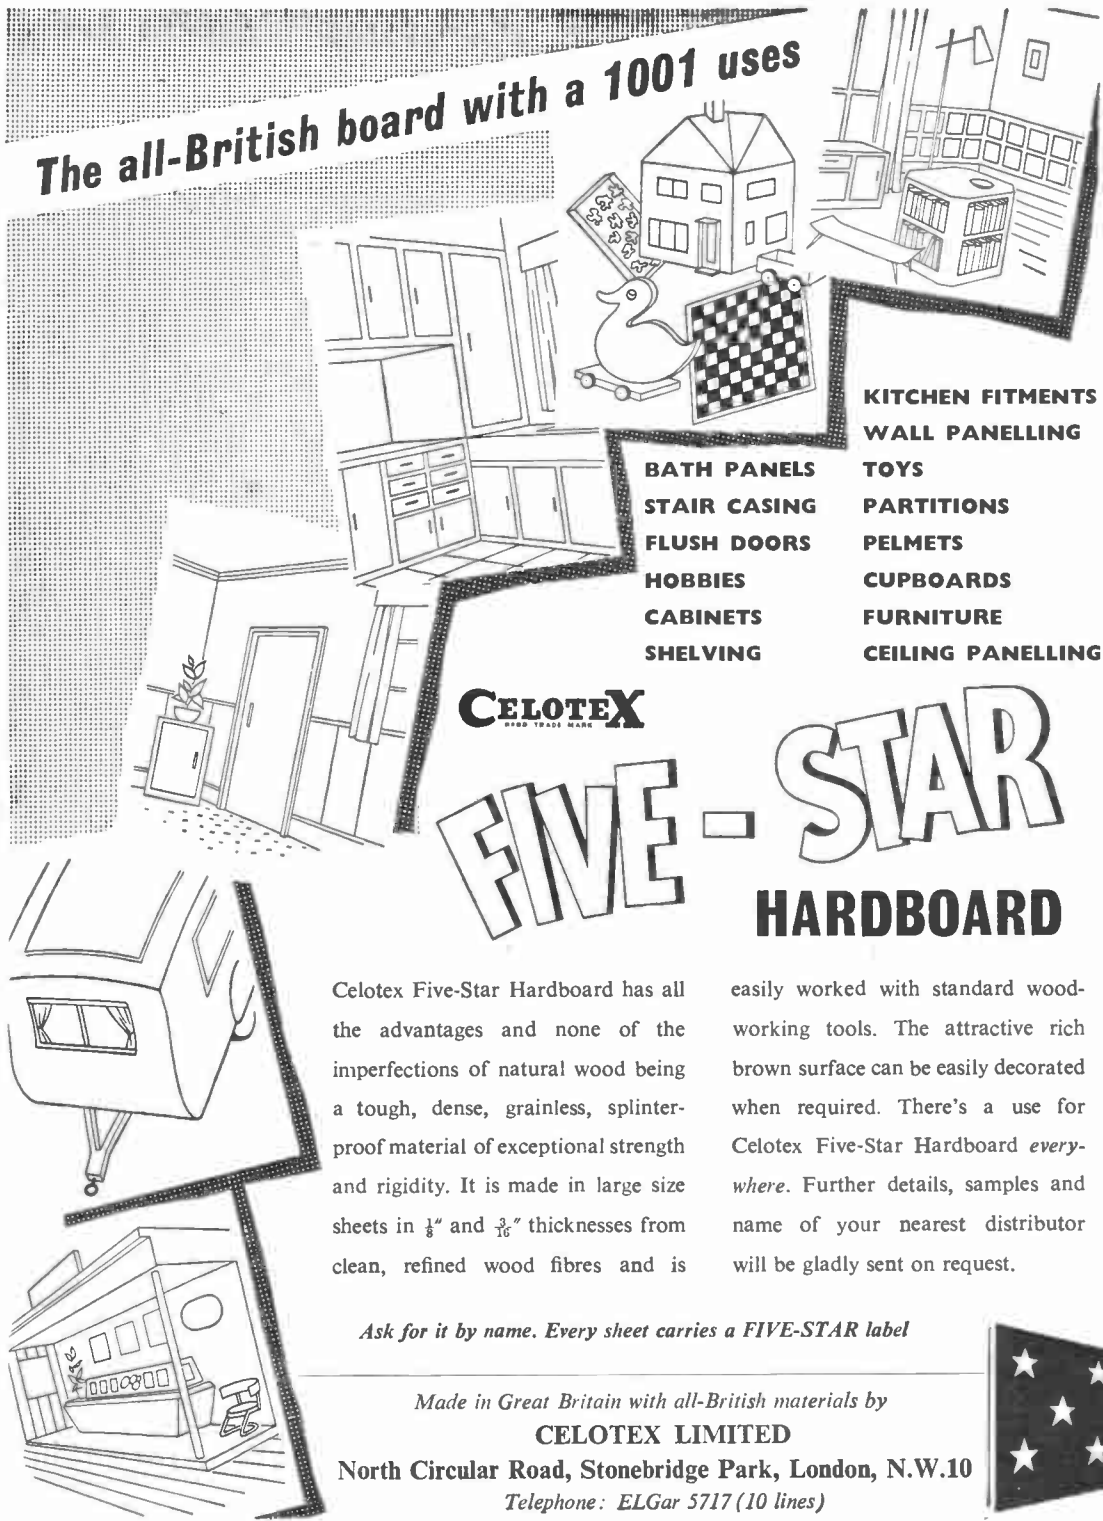 The all-British board with a 1001 uses
KITCHEN FITMENTS
WALL PANELLING
BATH PANELS
STAIR CASING
FLUSH DOORS
HOBBIES
CABINETS
SHELVING
TOYS
PARTITIONS
PELMETS
CUPBOARDS
FURNITURE
CEILING PANELLING
CELOTEX
TRADE MARK
FIVE-STAR
HARDBOARD
Celotex Five-Star Hardboard has all
the advantages and none of the
imperfections of natural wood being
a tough, dense, grainless, splinter-
proof material of exceptional strength
and rigidity. It is made in large size
sheets in ⅛″ and 3/16″ thicknesses from
clean, refined wood fibres and is
easily worked with standard wood-
working tools. The attractive rich
brown surface can be easily decorated
when required. There's a use for
Celotex Five-Star Hardboard every-
where. Further details, samples and
name of your nearest distributor
will be gladly sent on request.
Ask for it by name. Every sheet carries a FIVE-STAR label
Made in Great Britain with all-British materials by
CELOTEX LIMITED
North Circular Road, Stonebridge Park, London, N.W.10
Telephone: ELGar 5717 (10 lines)